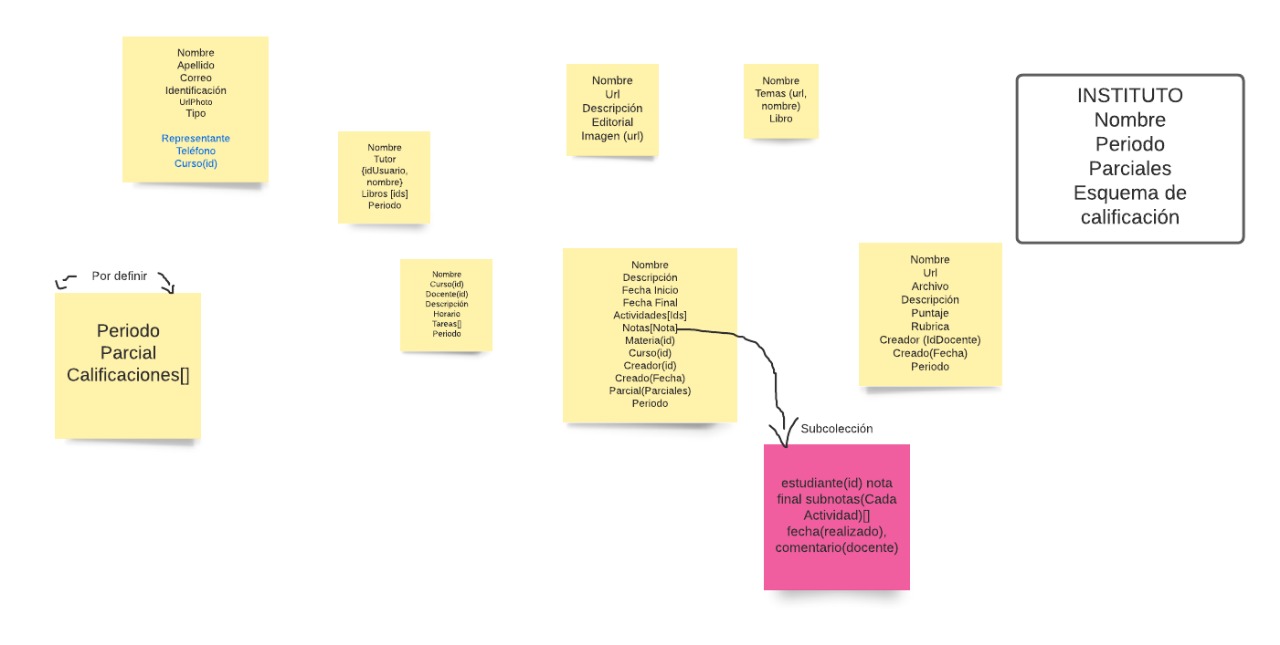 Nombre
Apellido
Correo
Identificación
UrlPhoto
Tipo
Representante
Teléfono
Curso(id)
Nombre
Tutor
{idUsuario,
nombre}
Libros [ids]
Periodo
Nombre
Url
Descripción
Editorial
Imagen (url)
Nombre
Temas (url,
nombre)
Libro
INSTITUTO
Nombre
Periodo
Parciales
Esquema de
calificación
Por definir
Periodo
Parcial
Calificaciones[]
Nombre
Curso(id)
Docente(id)
Descripción
Horario
Tareas[]
Periodo
Nombre
Descripción
Fecha Inicio
Fecha Final
Actividades[Ids]
Notas[Nota]
Materia(id)
Curso(id)
Creador(id)
Creado(Fecha)
Parcial(Parciales)
Periodo
Nombre
Url
Archivo
Descripción
Puntaje
Rubrica
Creador (IdDocente)
Creado(Fecha)
Periodo
Subcolección
estudiante(id) nota
final subnotas(Cada
Actividad)[]
fecha(realizado),
comentario(docente)